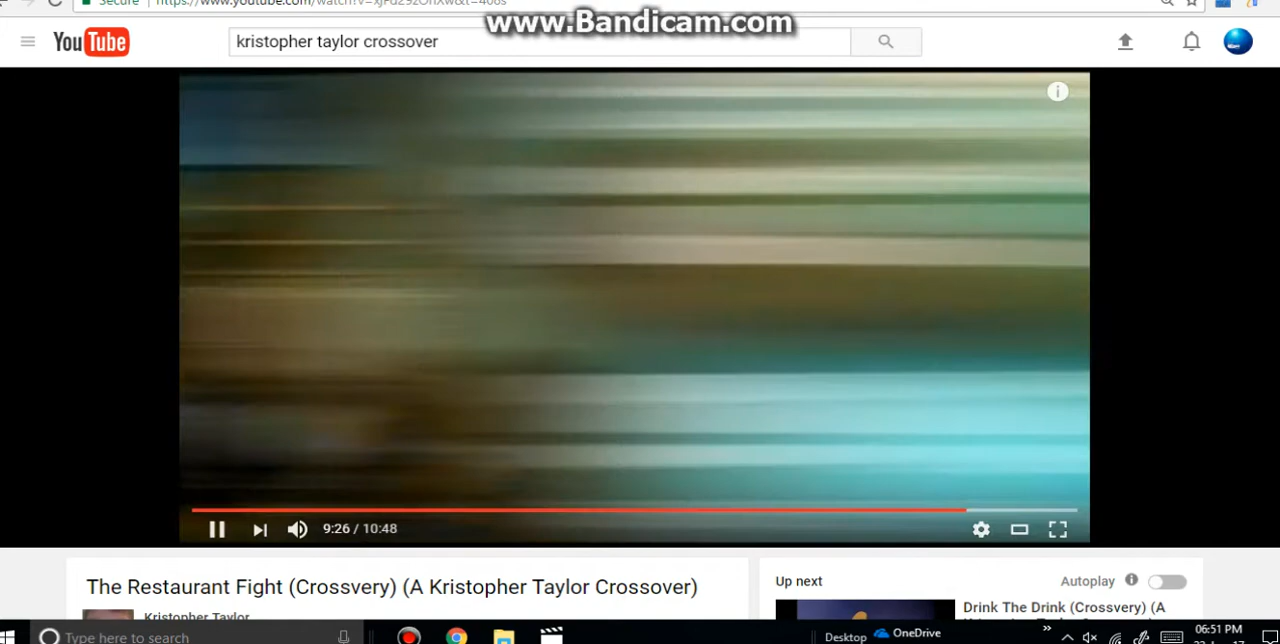 Secure
www.Bandicam.com
YouTube
kristopher taylor crossover
9:26 / 10:48
The Restaurant Fight (Crossvery) (A Kristopher Taylor Crossover)
Kristopher Taylor
Up next
Autoplay
Drink The Drink (Crossvery) (A
Type here to search
Desktop
OneDrive
06:51 PM